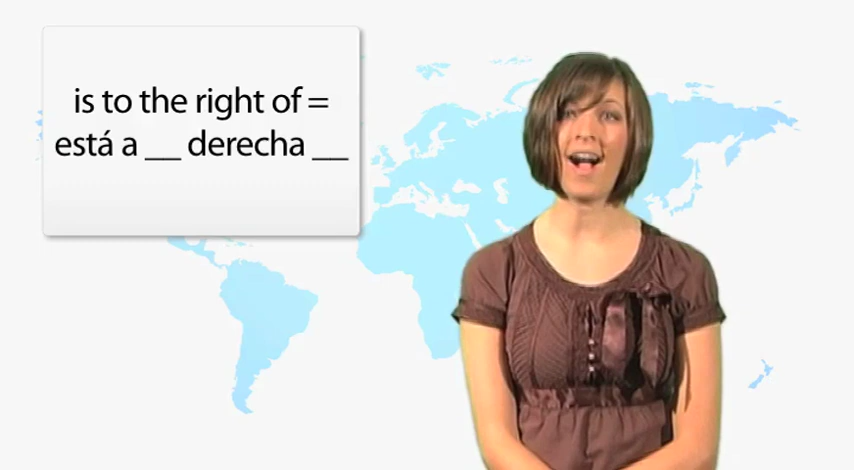 is to the right of =
está a __ derecha __